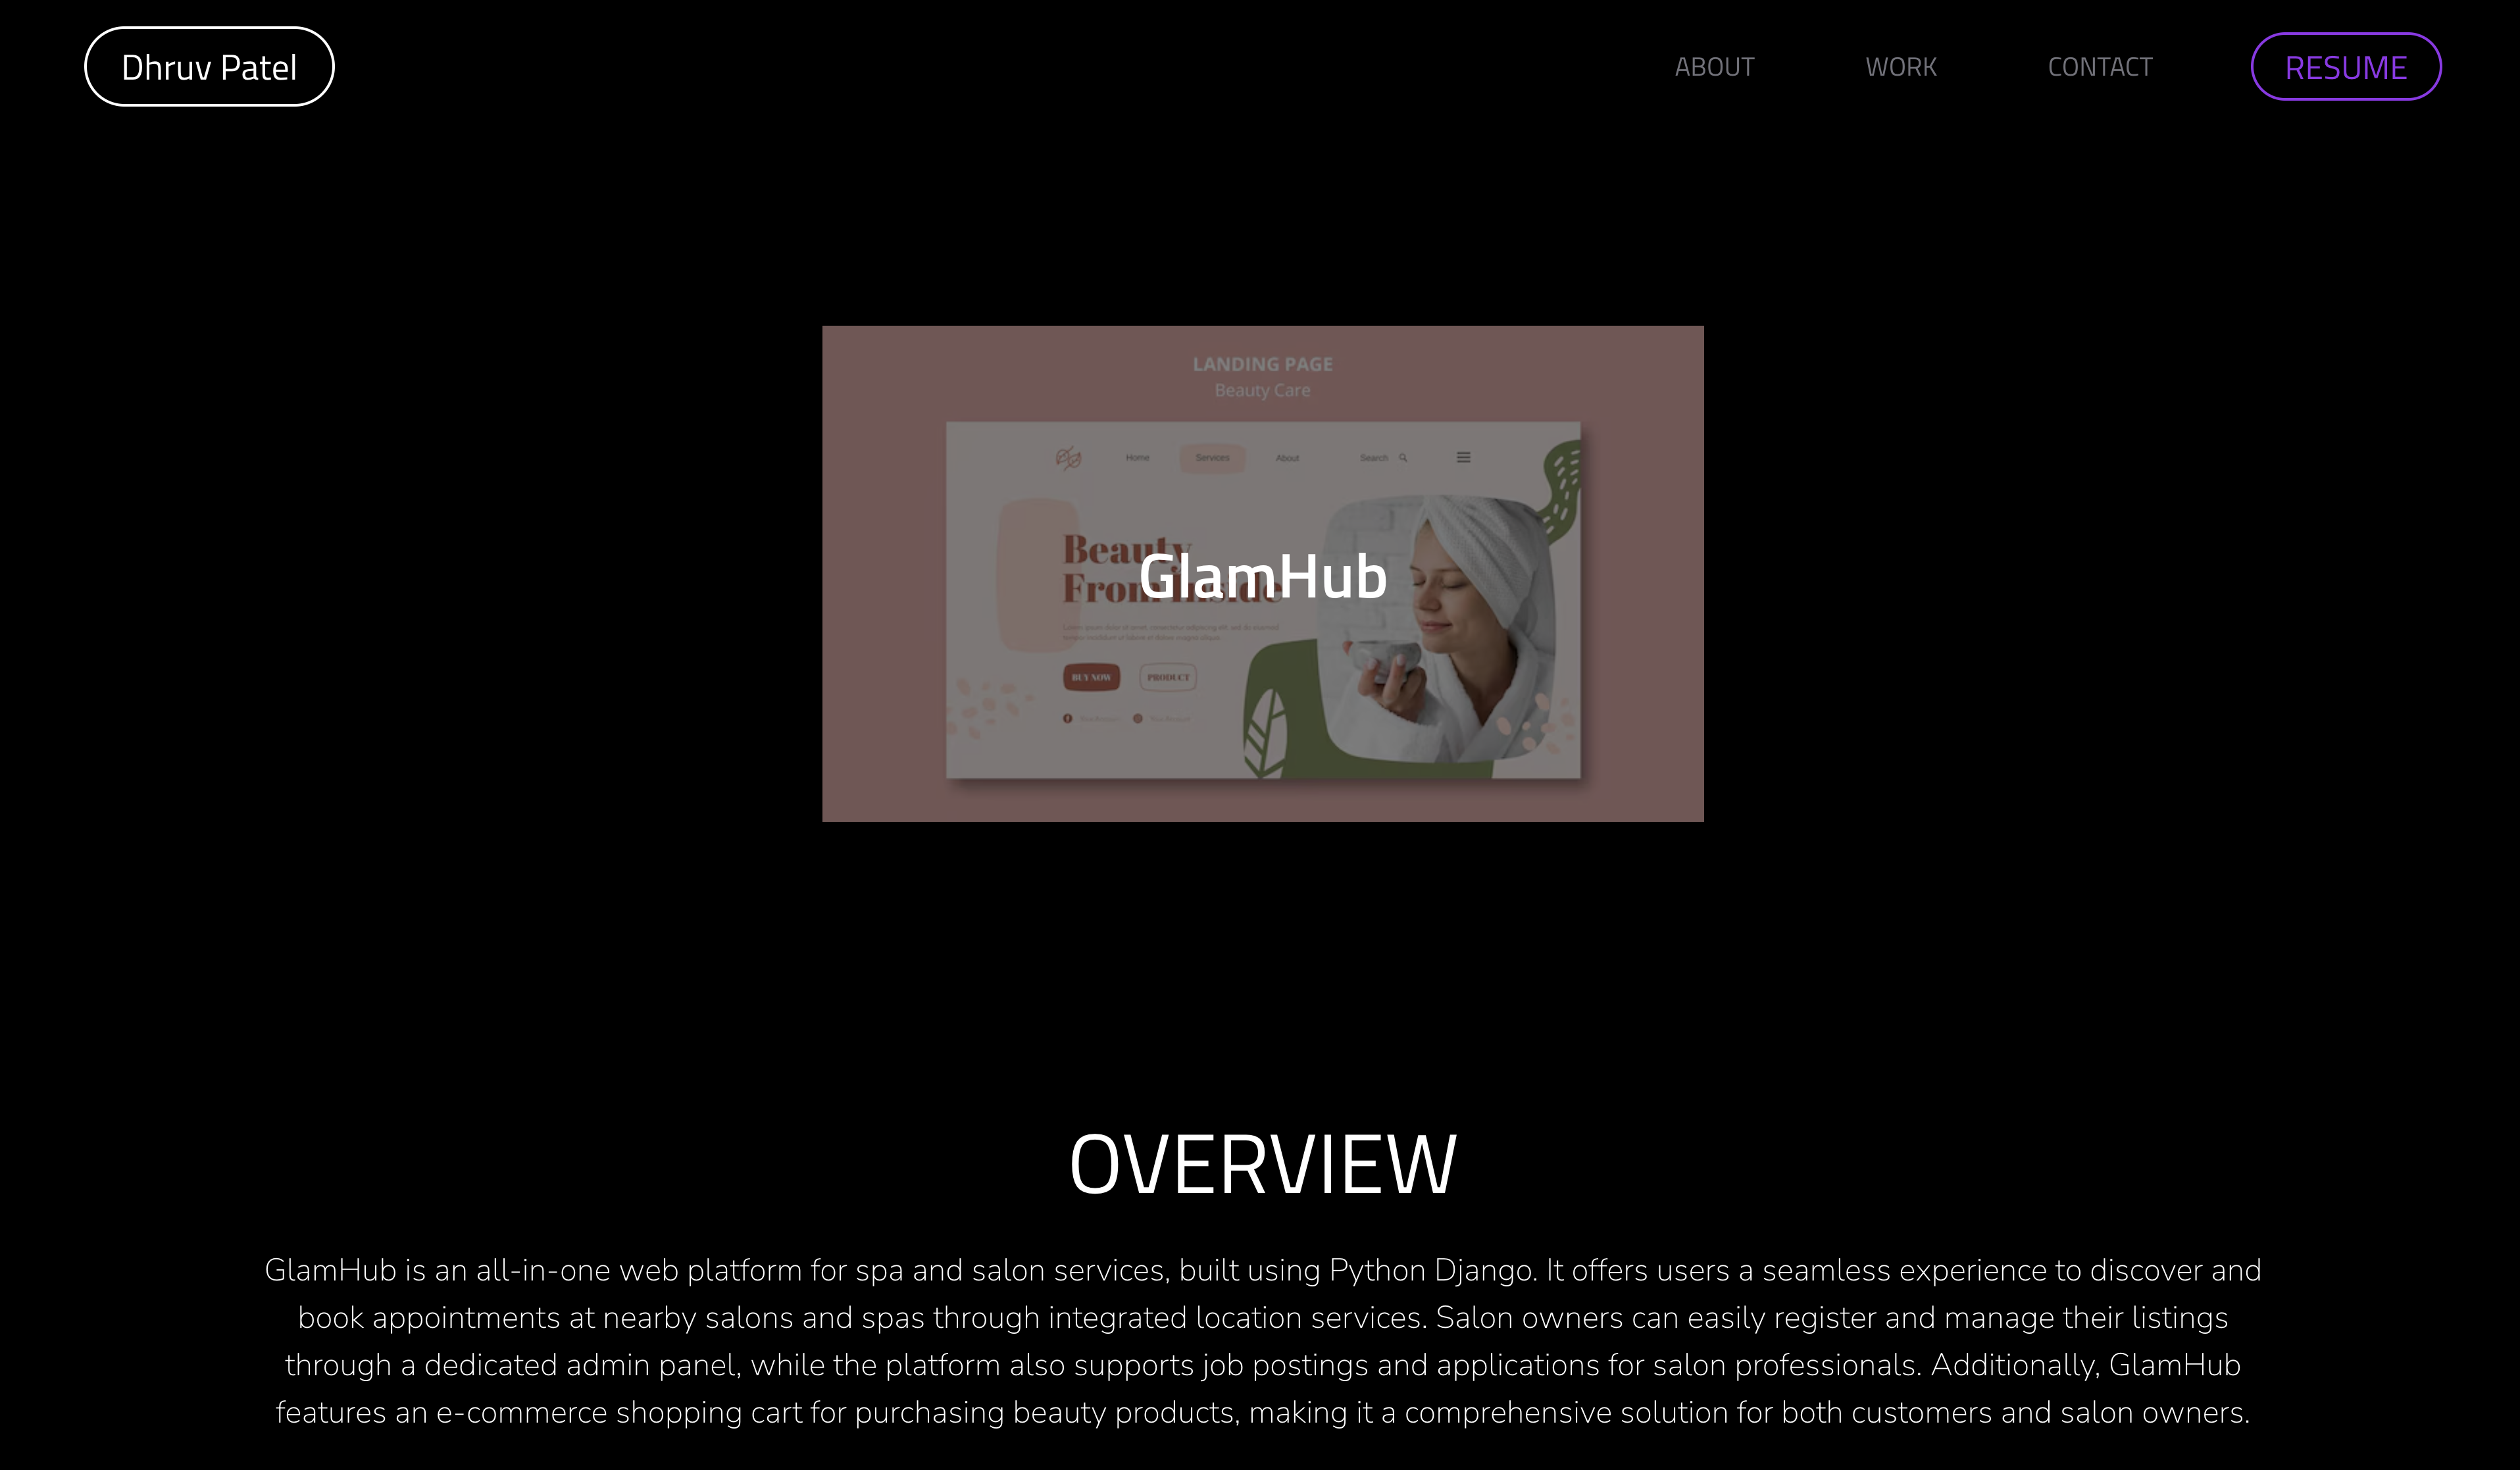 Dhruv Patel
ABOUT
WORK
CONTACT
RESUME
LANDING PAGE
Beauty Care
Home
Services
About
Search
Beauty
From Inside
GlamHub
BUY NOW
PRODUCT
OVERVIEW
GlamHub is an all-in-one web platform for spa and salon services, built using Python Django. It offers users a seamless experience to discover and
book appointments at nearby salons and spas through integrated location services. Salon owners can easily register and manage their listings
through a dedicated admin panel, while the platform also supports job postings and applications for salon professionals. Additionally, GlamHub
features an e-commerce shopping cart for purchasing beauty products, making it a comprehensive solution for both customers and salon owners.